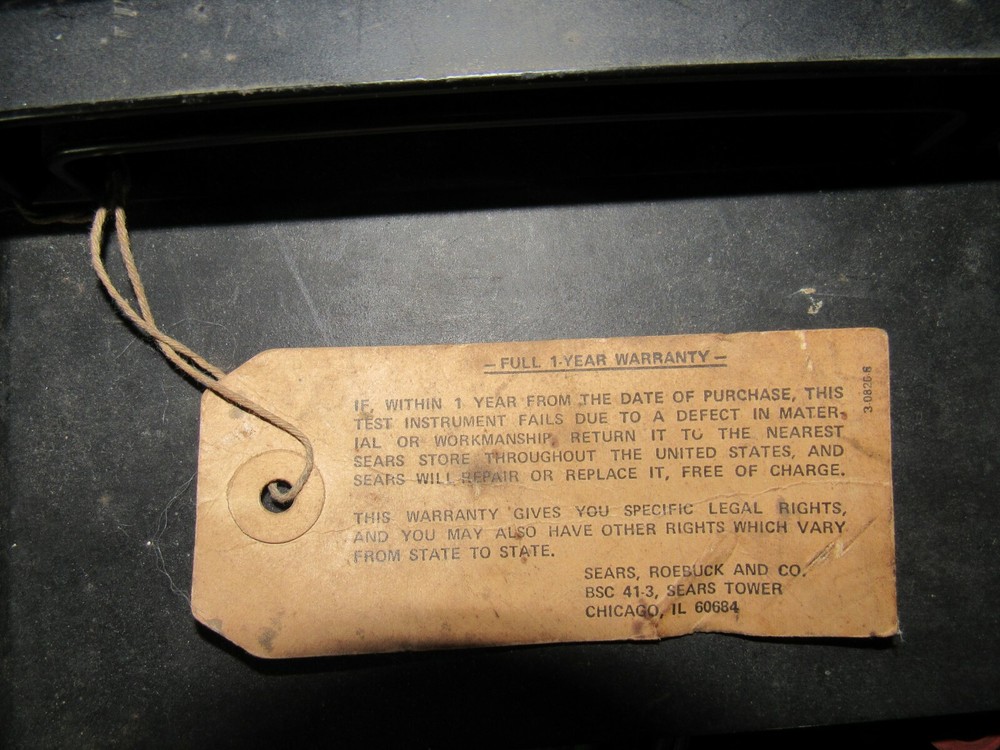 — FULL 1-YEAR WARRANTY —
IF, WITHIN 1 YEAR FROM THE DATE OF PURCHASE, THIS
TEST INSTRUMENT FAILS DUE TO A DEFECT IN MATER-
IAL OR WORKMANSHIP, RETURN IT TO THE NEAREST
SEARS STORE THROUGHOUT THE UNITED STATES, AND
SEARS WILL REPAIR OR REPLACE IT, FREE OF CHARGE.
THIS WARRANTY GIVES YOU SPECIFIC LEGAL RIGHTS,
AND YOU MAY ALSO HAVE OTHER RIGHTS WHICH VARY
FROM STATE TO STATE.
SEARS, ROEBUCK AND CO.
BSC 41-3, SEARS TOWER
CHICAGO, IL 60684